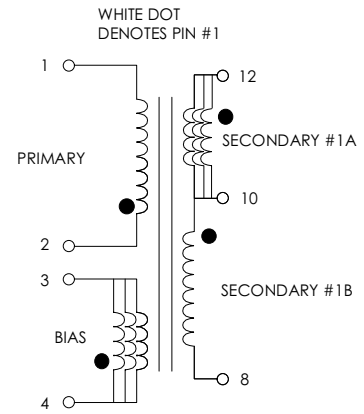 WHITE DOT
DENOTES PIN #1
1
12
PRIMARY
SECONDARY #1A
10
2
3
SECONDARY #1B
BIAS
8
4